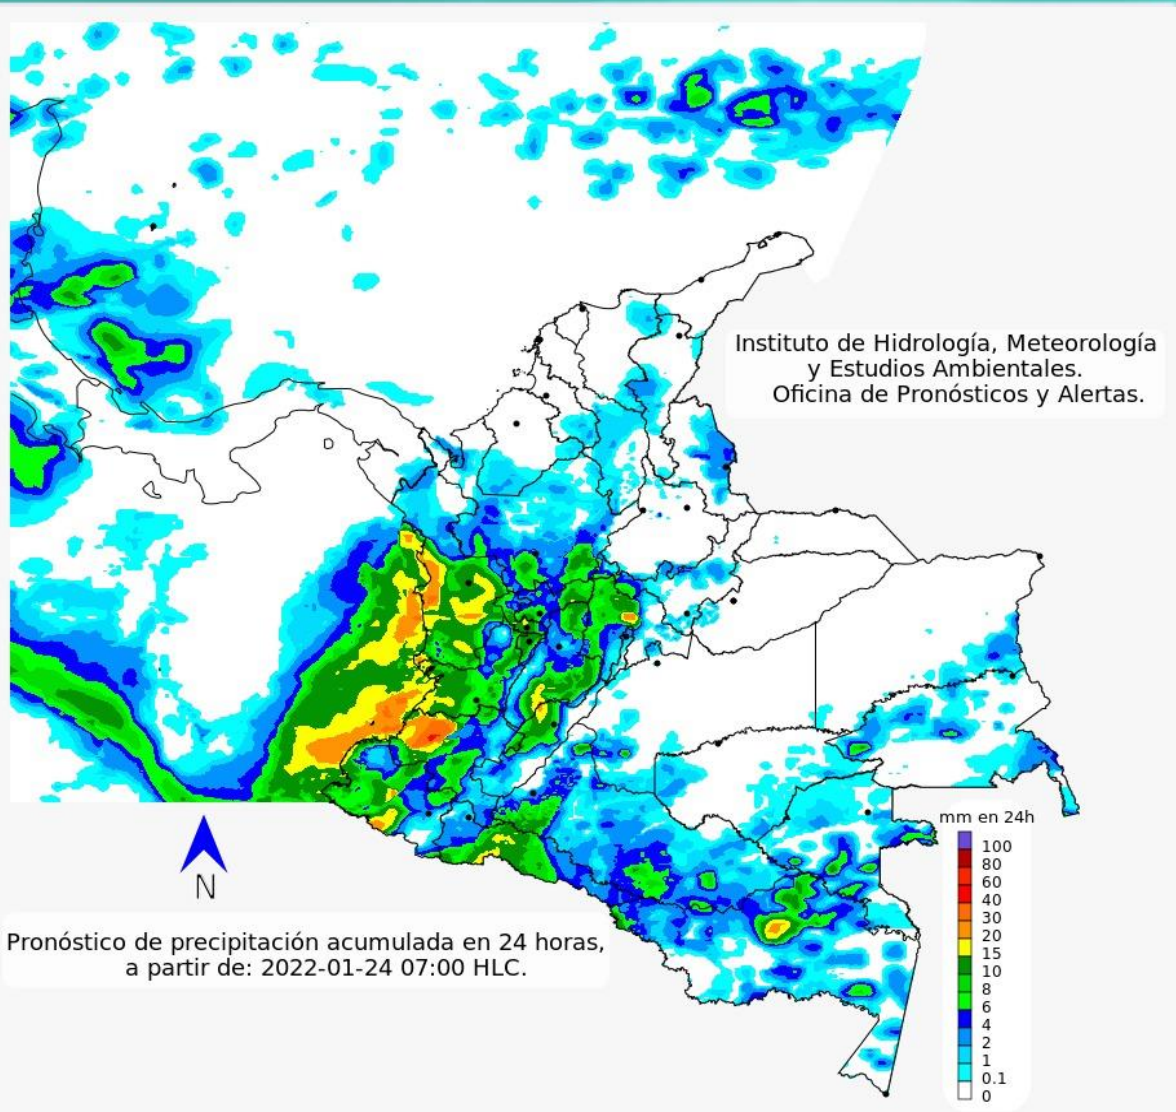 Instituto de Hidrología, Meteorología
y Estudios Ambientales.
Oficina de Pronósticos y Alertas.
mm en 24h
100
80
60
40
30
20
15
10
8
6
4
2
1
0.1
0
N
Pronóstico de precipitación acumulada en 24 horas,
a partir de: 2022-01-24 07:00 HLC.